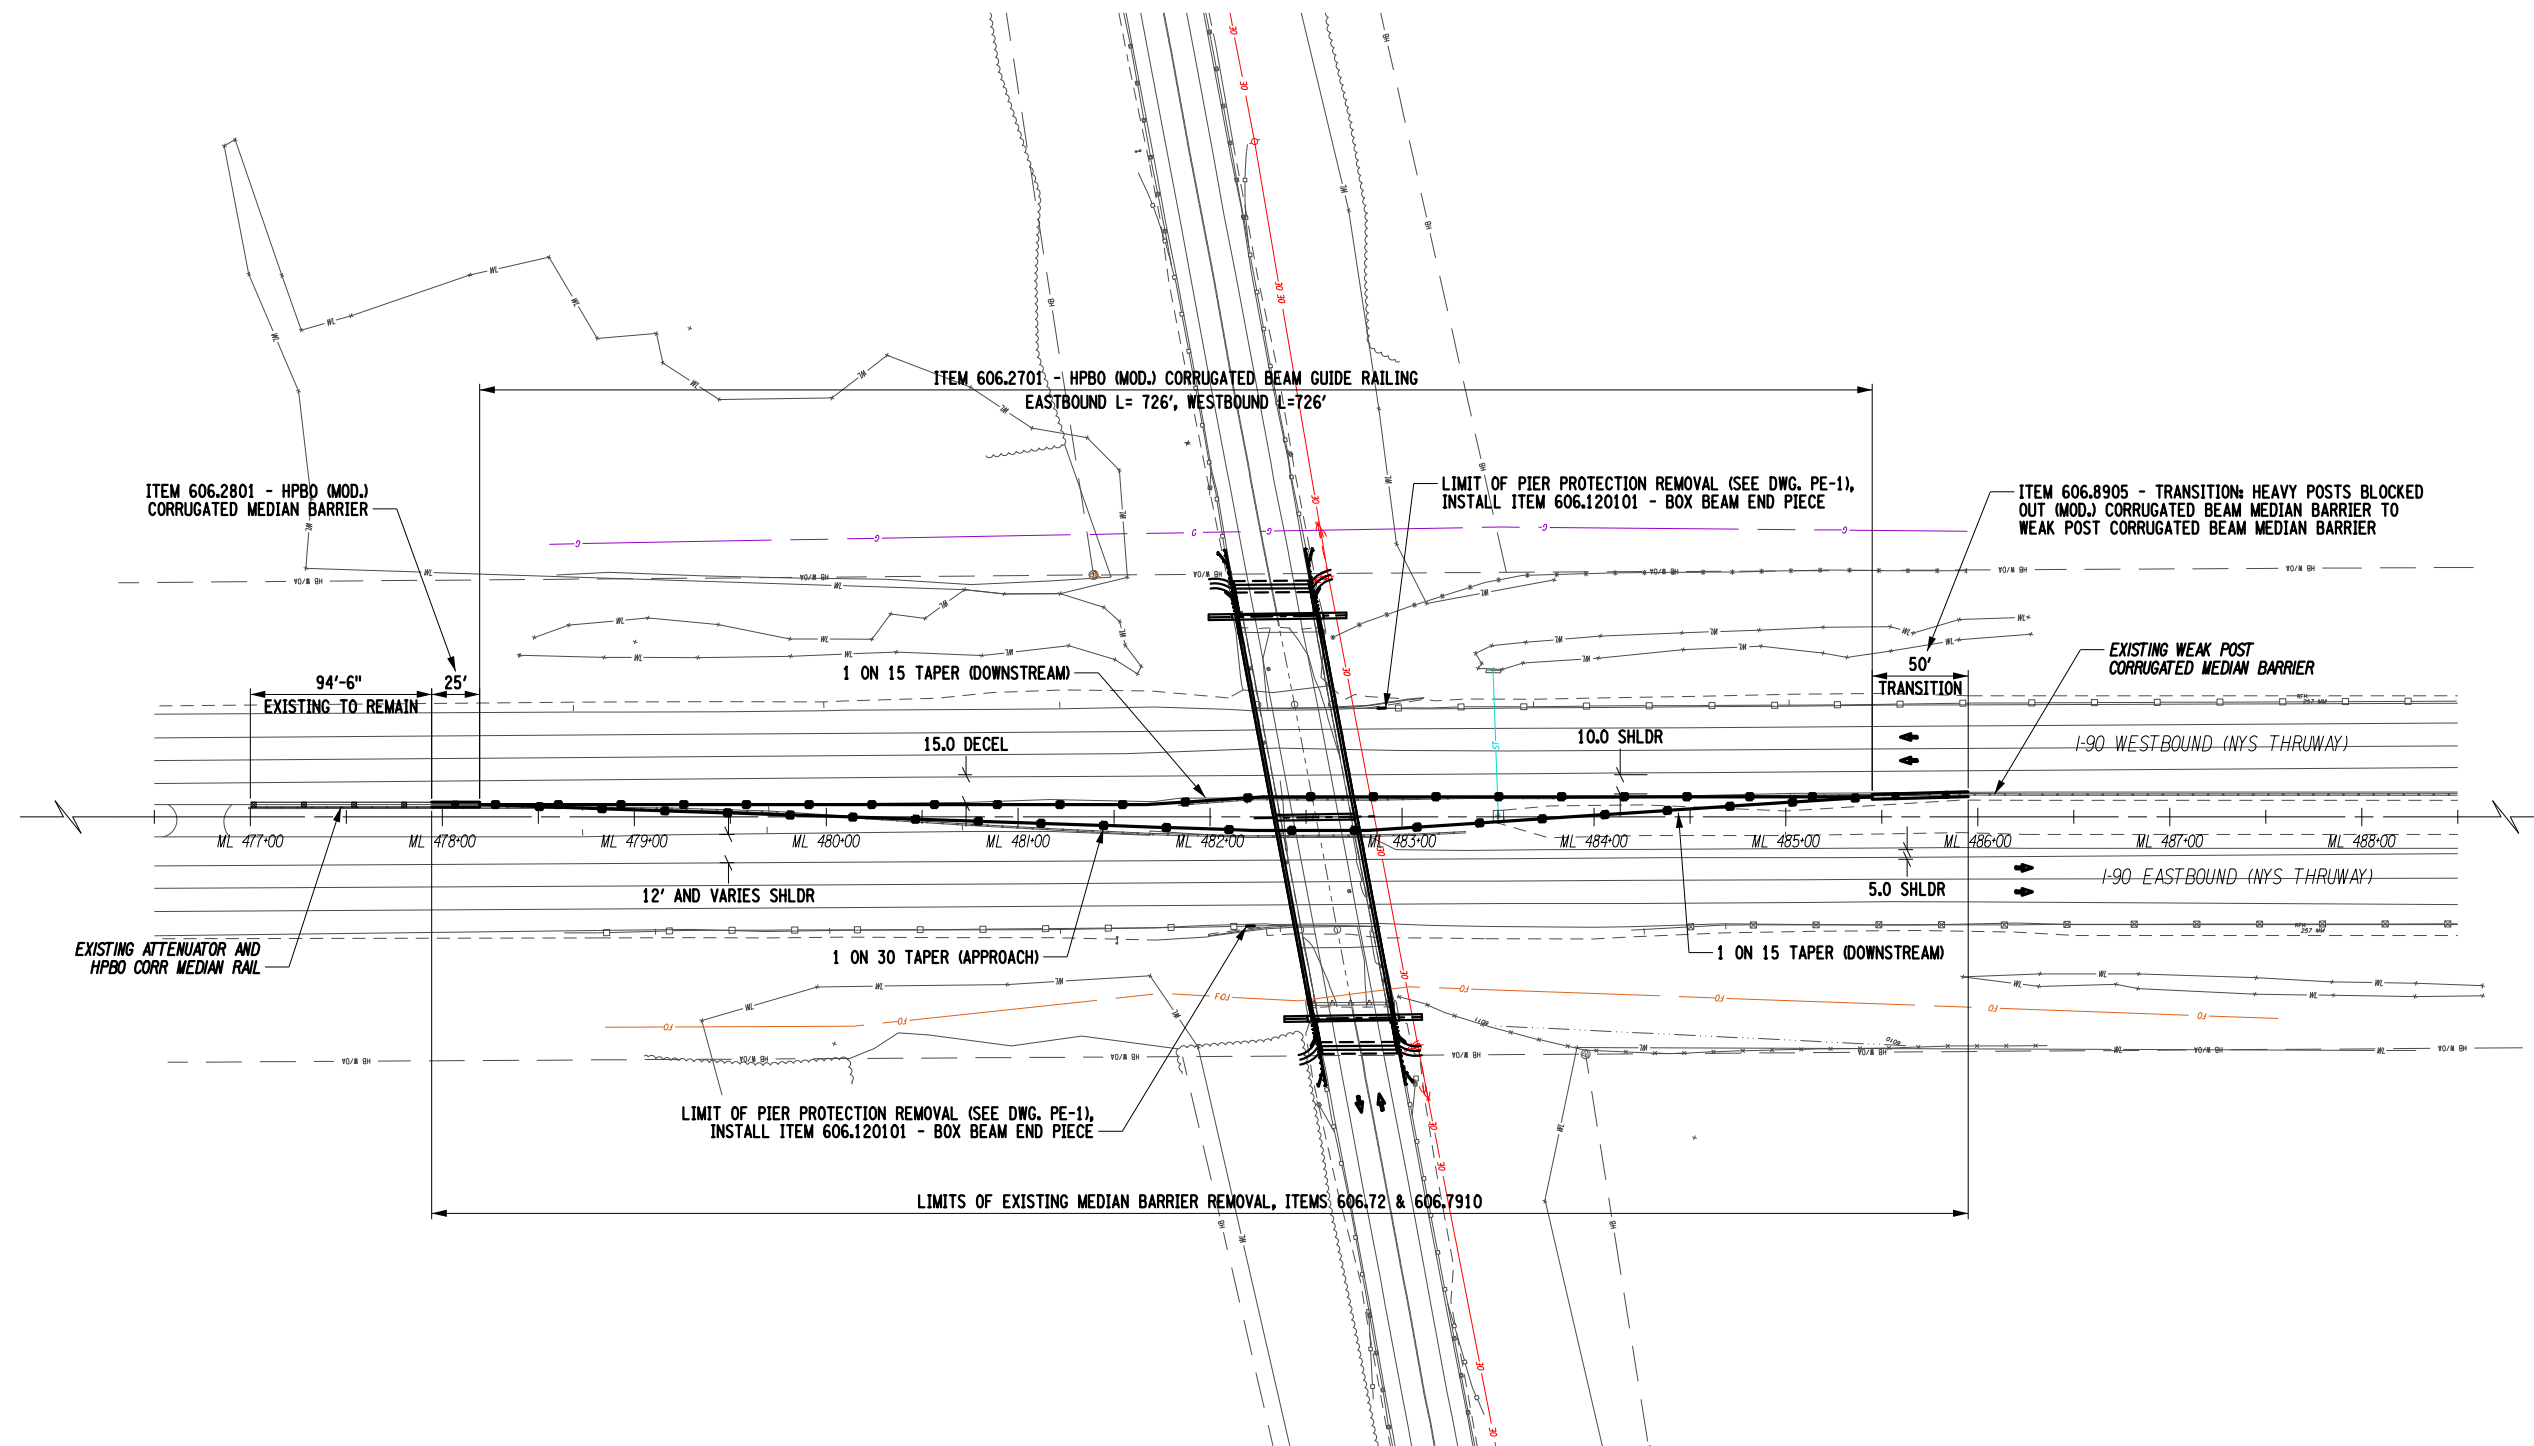 ITEM 606.2701 - HPBO (MOD.) CORRUGATED BEAM GUIDE RAILING
EASTBOUND L= 726', WESTBOUND L=726'
ITEM 606.2801 - HPBO (MOD.)
CORRUGATED MEDIAN BARRIER
LIMIT OF PIER PROTECTION REMOVAL (SEE DWG. PE-1),
INSTALL ITEM 606.120101 - BOX BEAM END PIECE
ITEM 606.8905 - TRANSITION: HEAVY POSTS BLOCKED
OUT (MOD.) CORRUGATED BEAM MEDIAN BARRIER TO
WEAK POST CORRUGATED BEAM MEDIAN BARRIER
EXISTING WEAK POST
CORRUGATED MEDIAN BARRIER
94'-6"
EXISTING TO REMAIN
25'
1 ON 15 TAPER (DOWNSTREAM)
50'
TRANSITION
15.0 DECEL
10.0 SHLDR
I-90 WESTBOUND (NYS THRUWAY)
ML 477+00
ML 478+00
ML 479+00
ML 480+00
ML 481+00
ML 482+00
ML 483+00
ML 484+00
ML 485+00
ML 486+00
ML 487+00
ML 488+00
I-90 EASTBOUND (NYS THRUWAY)
12' AND VARIES SHLDR
5.0 SHLDR
EXISTING ATTENUATOR AND
HPBO CORR MEDIAN RAIL
1 ON 30 TAPER (APPROACH)
1 ON 15 TAPER (DOWNSTREAM)
LIMIT OF PIER PROTECTION REMOVAL (SEE DWG. PE-1),
INSTALL ITEM 606.120101 - BOX BEAM END PIECE
LIMITS OF EXISTING MEDIAN BARRIER REMOVAL, ITEMS 606.72 & 606.7910